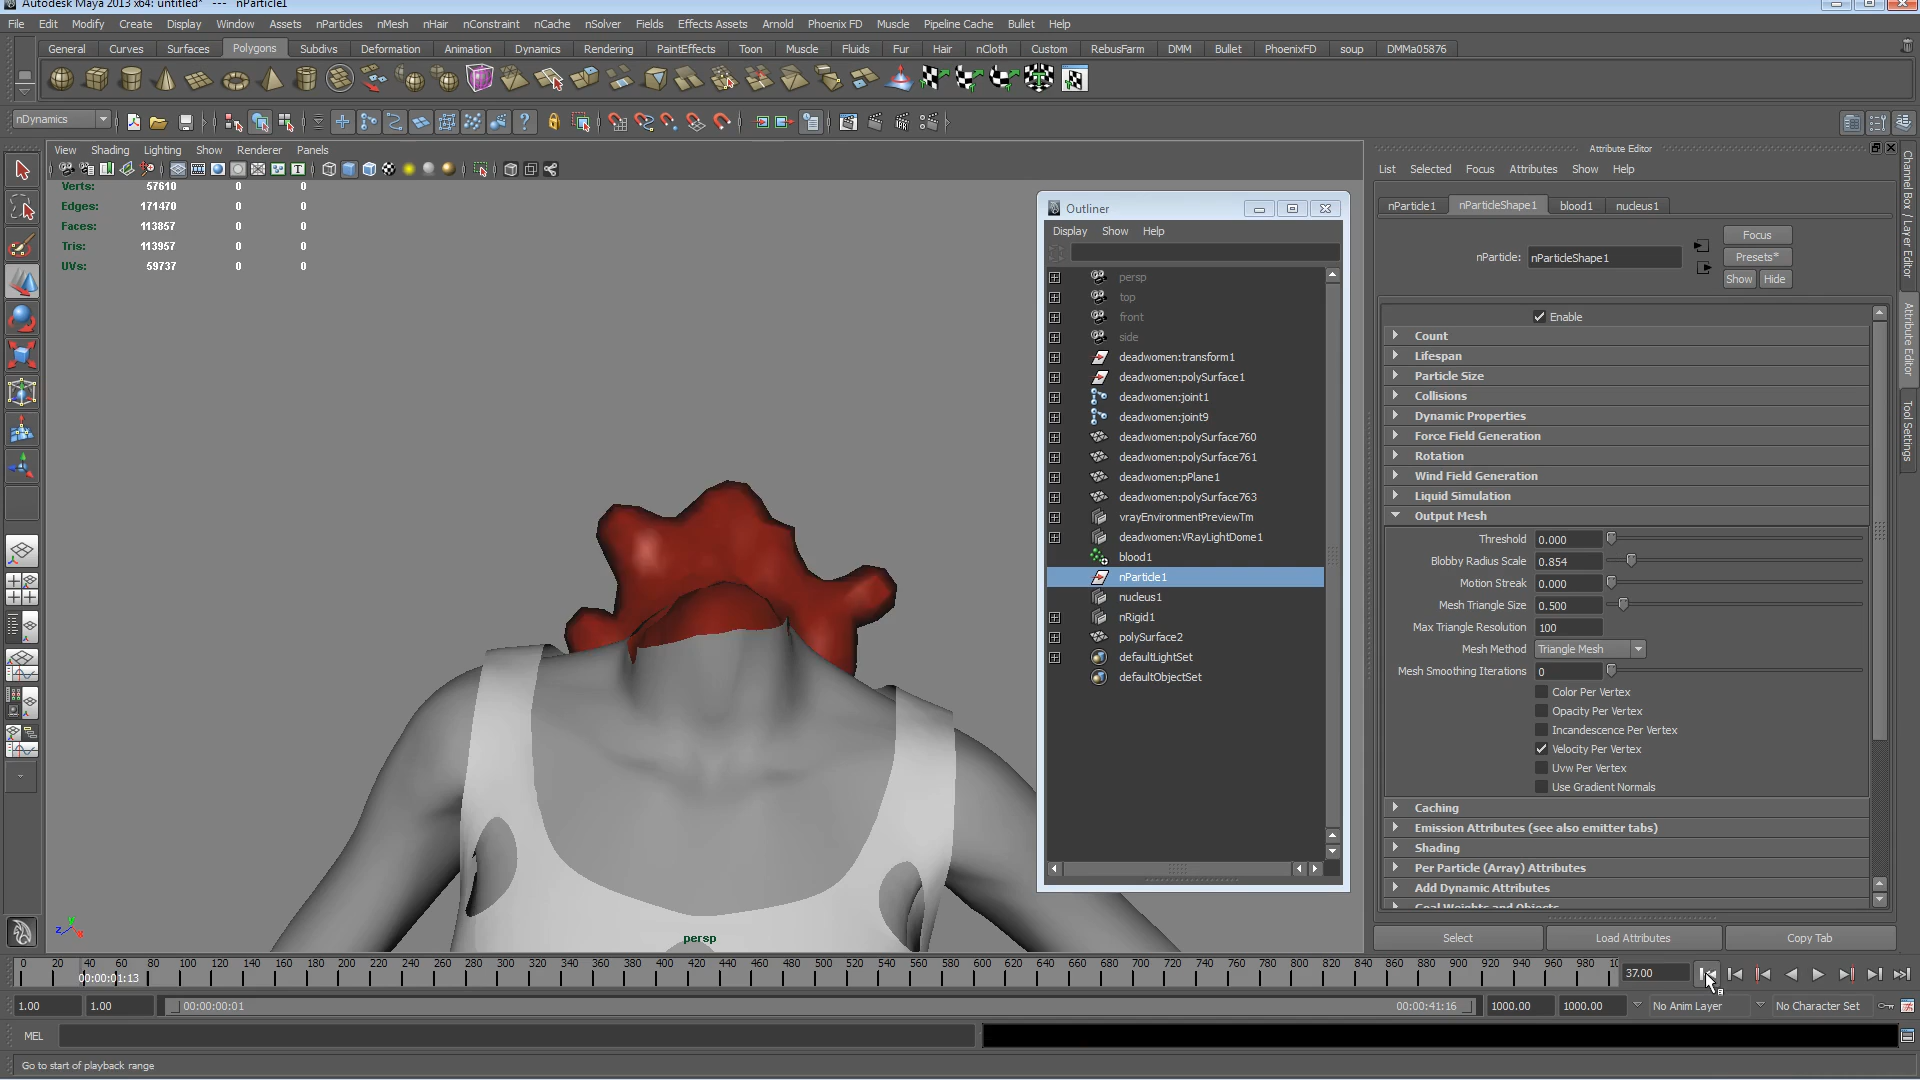 Autodesk Maya 2013 x64: untitled* --- nParticle1
File Edit Modify Create Display Window Assets nParticles nMesh nHair nConstraint nCache nSolver Fields Effects Assets Arnold Phoenix FD Muscle Pipeline Cache Bullet Help
General Curves Surfaces Polygons Subdivs Deformation Animation Dynamics Rendering PaintEffects Toon Muscle Fluids Fur Hair nCloth Custom RebusFarm DMM Bullet PhoenixFD soup DMMa05876
nDynamics
View Shading Lighting Show Renderer Panels
Verts: 57610 0 0
Edges: 171470 0 0
Faces: 113857 0 0
Tris: 113957 0 0
UVs: 59737 0 0
persp
Outliner
Display Show Help
persp
top
front
side
deadwomen:transform1
deadwomen:polySurface1
deadwomen:joint1
deadwomen:joint9
deadwomen:polySurface760
deadwomen:polySurface761
deadwomen:pPlane1
deadwomen:polySurface763
vrayEnvironmentPreviewTm
deadwomen:VRayLightDome1
blood1
nParticle1
nucleus1
nRigid1
polySurface2
defaultLightSet
defaultObjectSet
Attribute Editor
List Selected Focus Attributes Show Help
nParticle1 nParticleShape1 blood1 nucleus1
nParticle: nParticleShape1
Focus
Presets*
Show Hide
Enable
Count
Lifespan
Particle Size
Collisions
Dynamic Properties
Force Field Generation
Rotation
Wind Field Generation
Liquid Simulation
Output Mesh
Threshold 0.000
Blobby Radius Scale 0.854
Motion Streak 0.000
Mesh Triangle Size 0.500
Max Triangle Resolution 100
Mesh Method Triangle Mesh
Mesh Smoothing Iterations 0
Color Per Vertex
Opacity Per Vertex
Incandescence Per Vertex
Velocity Per Vertex
Uvw Per Vertex
Use Gradient Normals
Caching
Emission Attributes (see also emitter tabs)
Shading
Per Particle (Array) Attributes
Add Dynamic Attributes
Goal Weights and Objects
Select Load Attributes Copy Tab
Channel Box / Layer Editor
Attribute Editor
Tool Settings
0 20 40 60 80 100 120 140 160 180 200 220 240 260 280 300 320 340 360 380 400 420 440 460 480 500 520 540 560 580 600 620 640 660 680 700 720 740 760 780 800 820 840 860 880 900 920 940 960 980 10
00:00:01:13
37.00
1.00 1.00 00:00:00:01 00:00:41:16 1000.00 1000.00 No Anim Layer No Character Set
MEL
Go to start of playback range